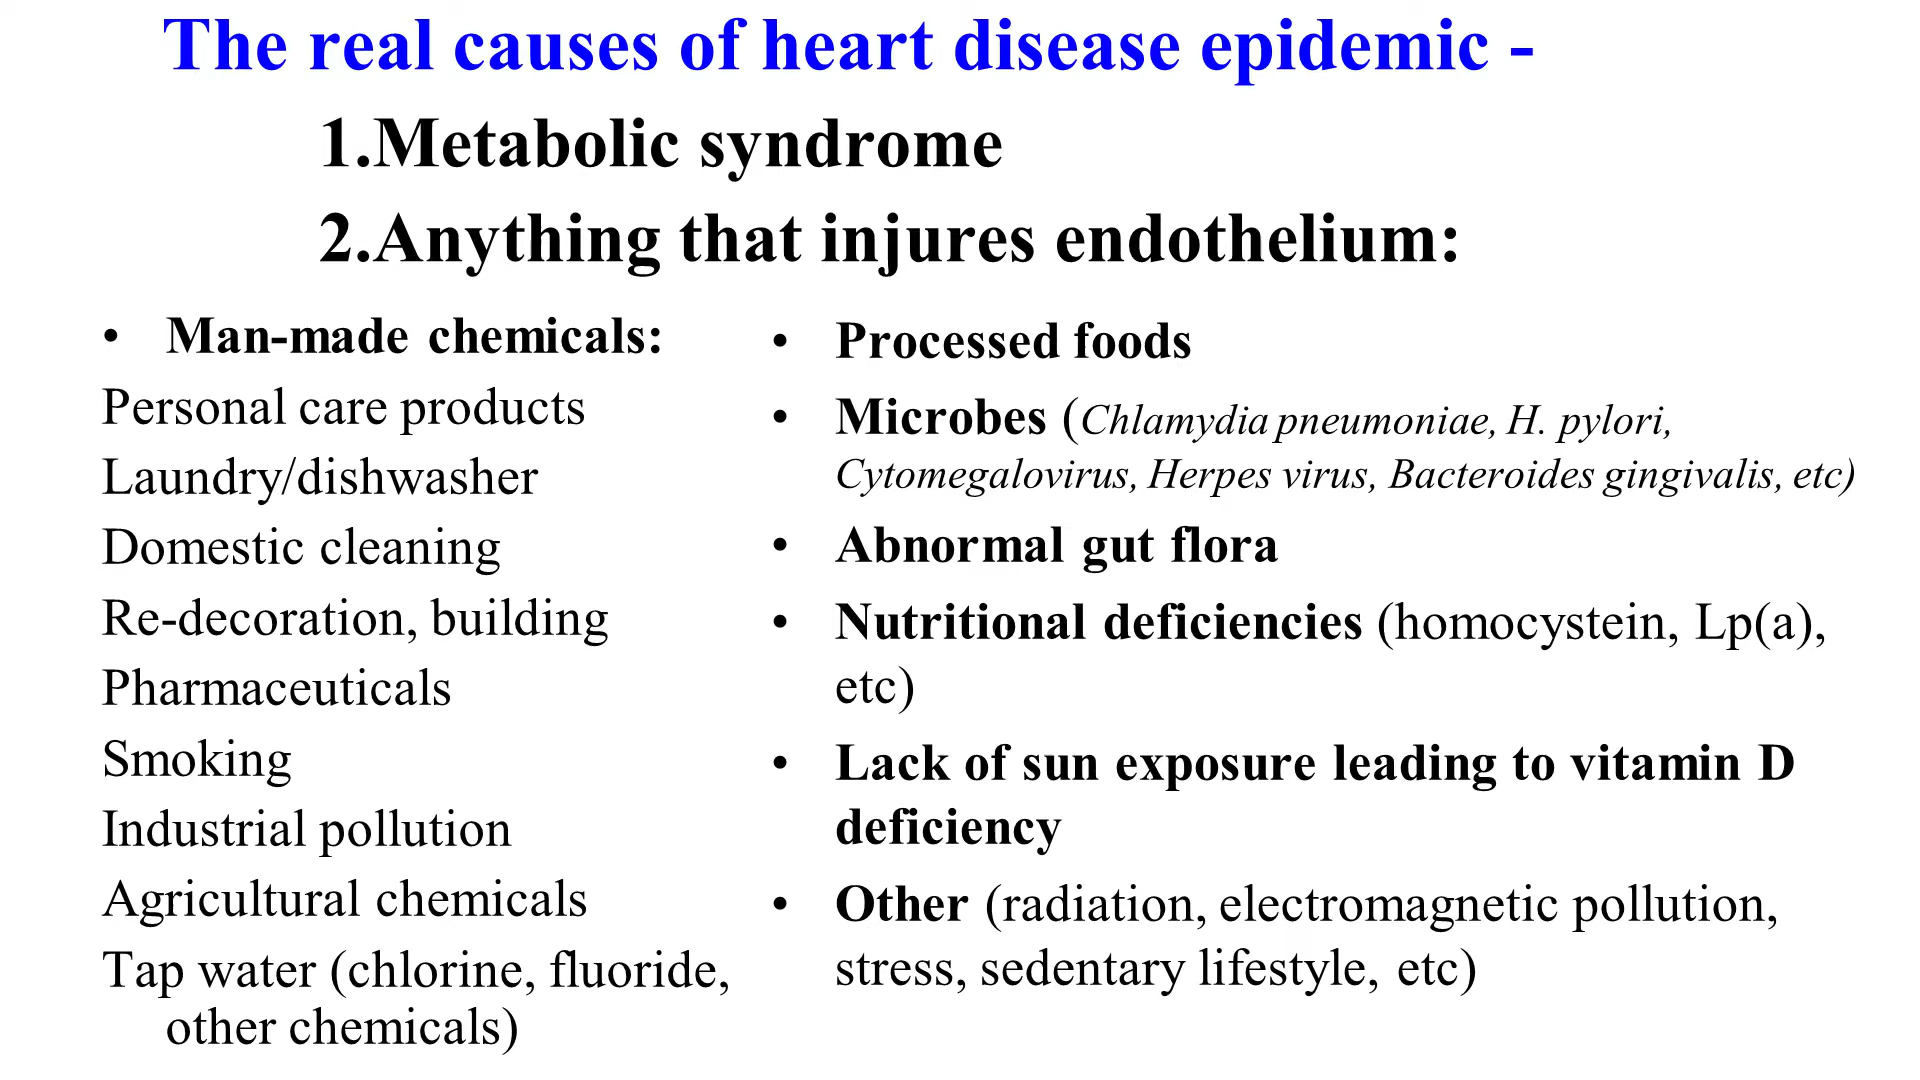 The real causes of heart disease epidemic -
1.Metabolic syndrome
2.Anything that injures endothelium:
• Man-made chemicals:
Personal care products
Laundry/dishwasher
Domestic cleaning
Re-decoration, building
Pharmaceuticals
Smoking
Industrial pollution
Agricultural chemicals
Tap water (chlorine, fluoride,
other chemicals)
• Processed foods
• Microbes (Chlamydia pneumoniae, H. pylori,
Cytomegalovirus, Herpes virus, Bacteroides gingivalis, etc)
• Abnormal gut flora
• Nutritional deficiencies (homocystein, Lp(a),
etc)
• Lack of sun exposure leading to vitamin D
deficiency
• Other (radiation, electromagnetic pollution,
stress, sedentary lifestyle, etc)